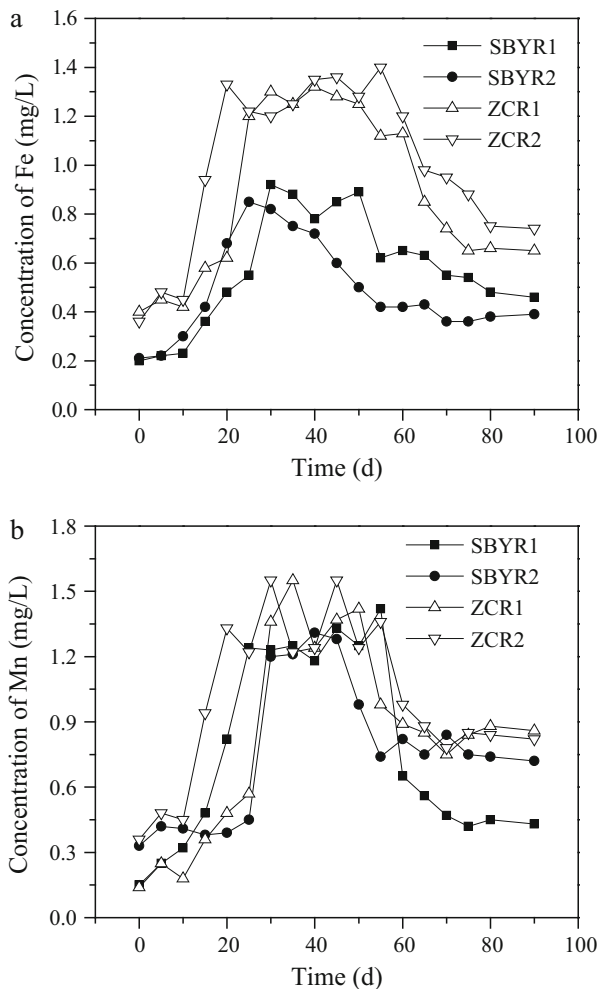 a
1.6
1.4
1.2
1.0
0.8
0.6
0.4
0.2
0.0
Concentration of Fe (mg/L)
SBYR1
SBYR2
ZCR1
ZCR2
0 20 40 60 80 100
Time (d)
b
1.8
1.5
1.2
0.9
0.6
0.3
0.0
Concentration of Mn (mg/L)
SBYR1
SBYR2
ZCR1
ZCR2
0 20 40 60 80 100
Time (d)